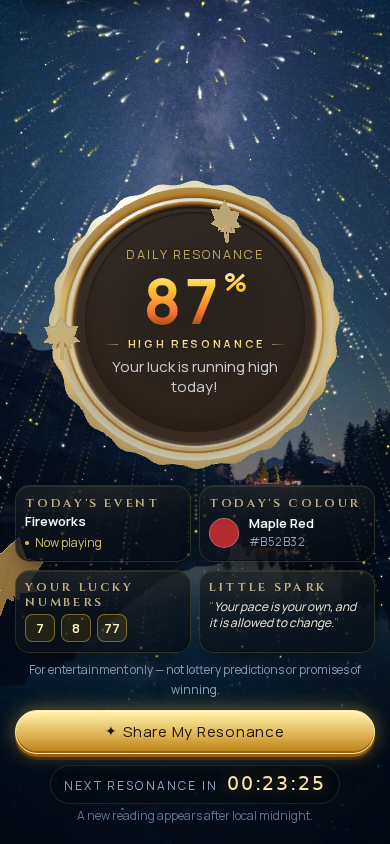 DAILY RESONANCE
87%
HIGH RESONANCE
Your luck is running high
today!
TODAY'S EVENT
Fireworks
• Now playing
TODAY'S COLOUR
Maple Red
#B52B32
YOUR LUCKY
NUMBERS
7 8 77
LITTLE SPARK
"Your pace is your own, and
it is allowed to change."
For entertainment only — not lottery predictions or promises of
winning.
✦ Share My Resonance
NEXT RESONANCE IN 00:23:25
A new reading appears after local midnight.